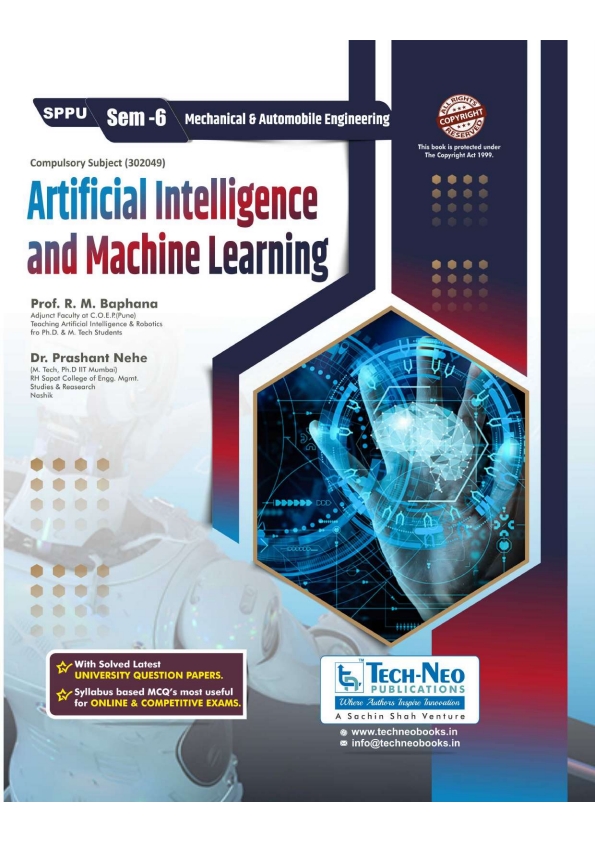 SPPU
Sem -6
Mechanical & Automobile Engineering
ALL RIGHTS
COPYRIGHT
RESERVED
This book is protected under
The Copyright Act 1999.
Compulsory Subject (302049)
Artificial Intelligence
and Machine Learning
Prof. R. M. Baphana
Adjunct Faculty at C.O.E.P.(Pune)
Teaching Artificial Intelligence & Robotics
fro Ph.D. & M. Tech Students
Dr. Prashant Nehe
(M. Tech, Ph.D IIT Mumbai)
RH Sapat College of Engg. Mgmt.
Studies & Reasearch
Nashik
With Solved Latest
UNIVERSITY QUESTION PAPERS.
Syllabus based MCQ's most useful
for ONLINE & COMPETITIVE EXAMS.
TM
TECH-NEO
PUBLICATIONS
Where Authors Inspire Innovation
A Sachin Shah Venture
www.techneobooks.in
info@techneobooks.in